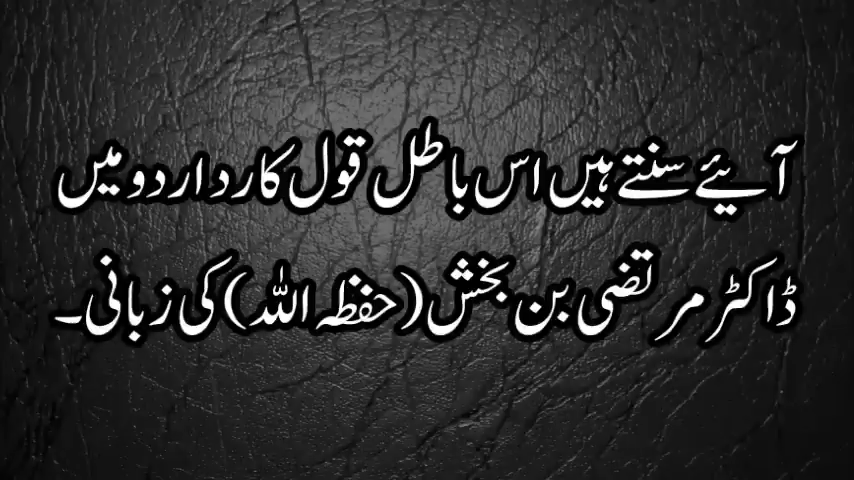 آیئے سنتے ہیں اس باطل قول کا رد اردو میں
ڈاکٹر مرتضی بن بخش (حفظہ اللہ) کی زبانی۔